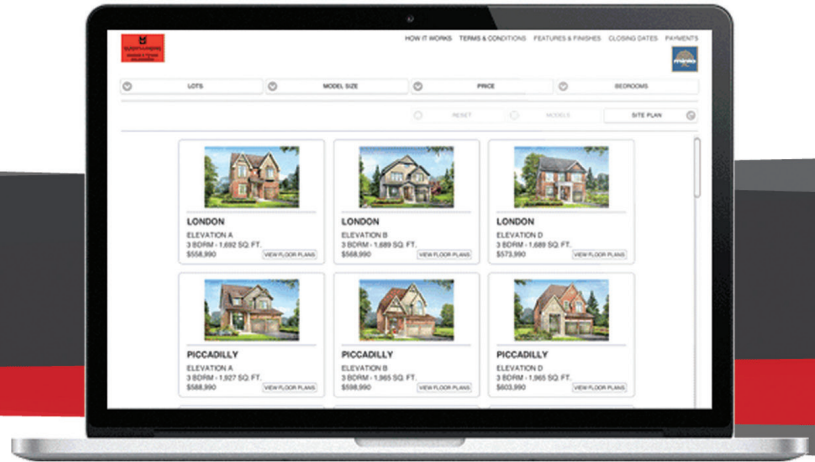 HOW IT WORKS TERMS & CONDITIONS FEATURES & FINISHES CLOSING DATES PAYMENTS
minto
LOTS MODEL SIZE PRICE BEDROOMS
RESET MODELS SITE PLAN
LONDON
ELEVATION A
3 BDRM - 1,692 SQ. FT.
$558,990 VIEW FLOOR PLANS
LONDON
ELEVATION B
3 BDRM - 1,689 SQ. FT.
$568,990 VIEW FLOOR PLANS
LONDON
ELEVATION D
3 BDRM - 1,689 SQ. FT.
$573,990 VIEW FLOOR PLANS
PICCADILLY
ELEVATION A
3 BDRM - 1,927 SQ. FT.
$588,990 VIEW FLOOR PLANS
PICCADILLY
ELEVATION B
3 BDRM - 1,965 SQ. FT.
$598,990 VIEW FLOOR PLANS
PICCADILLY
ELEVATION D
3 BDRM - 1,965 SQ. FT.
$603,990 VIEW FLOOR PLANS